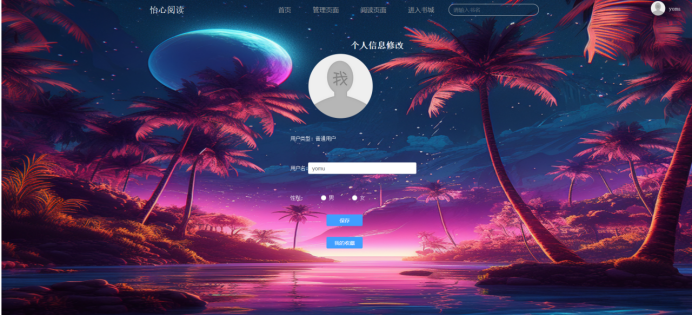 怡心阅读 首页 管理页面 阅读页面 进入书城 请输入书名 yomu
个人信息修改
我
用户类型：普通用户
用户名：yomu
性别： 男 女
保存
我的收藏